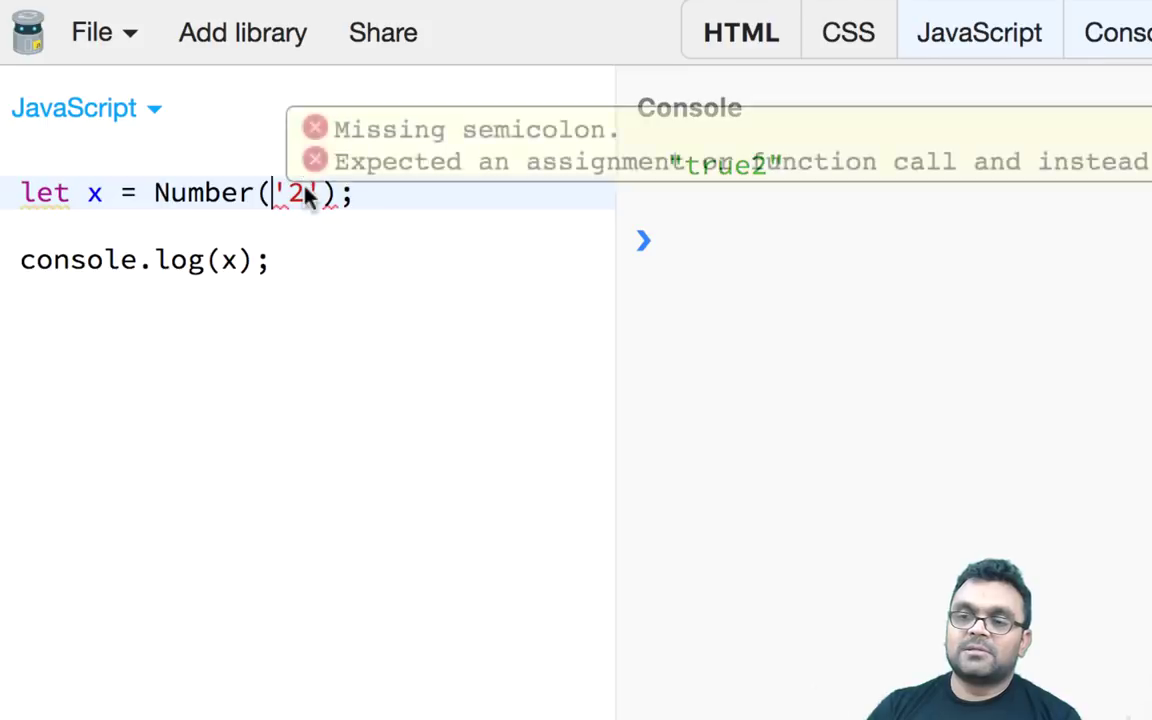 File Add library Share HTML CSS JavaScript Conso
JavaScript
Console
Missing semicolon.
Expected an assignment or function call and instead
"true2"
let x = Number('2');
console.log(x);